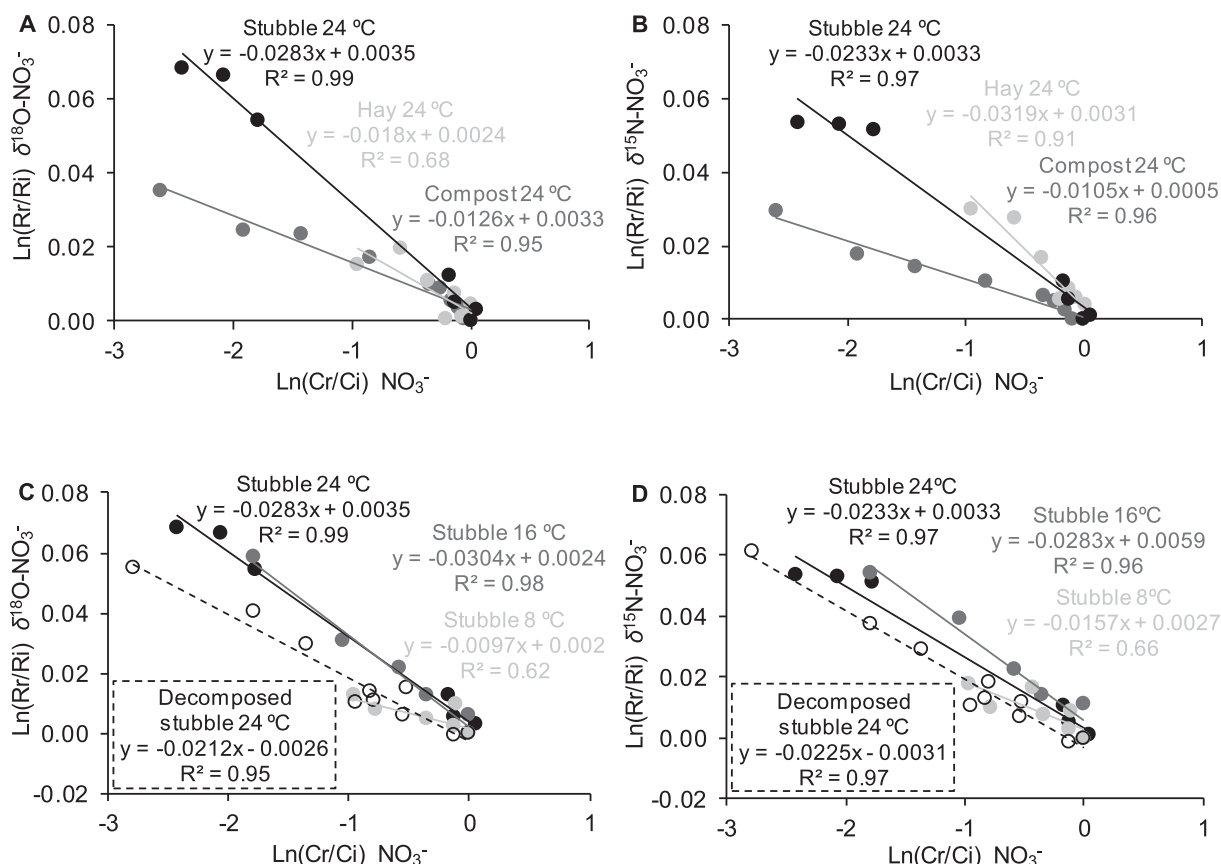 A
Ln(Rr/Ri) δ¹⁸O-NO₃⁻
0.08
0.06
0.04
0.02
0.00
-3
-2
-1
0
1
Ln(Cr/Ci) NO₃⁻
Stubble 24 ºC
y = -0.0283x + 0.0035
R² = 0.99
Hay 24 ºC
y = -0.018x + 0.0024
R² = 0.68
Compost 24 ºC
y = -0.0126x + 0.0033
R² = 0.95
B
Ln(Rr/Ri) δ¹⁵N-NO₃⁻
0.08
0.06
0.04
0.02
0.00
-3
-2
-1
0
1
Ln(Cr/Ci) NO₃⁻
Stubble 24 ºC
y = -0.0233x + 0.0033
R² = 0.97
Hay 24 ºC
y = -0.0319x + 0.0031
R² = 0.91
Compost 24 ºC
y = -0.0105x + 0.0005
R² = 0.96
C
Ln(Rr/Ri) δ¹⁸O-NO₃⁻
0.08
0.06
0.04
0.02
0.00
-0.02
-3
-2
-1
0
1
Ln(Cr/Ci) NO₃⁻
Stubble 24 ºC
y = -0.0283x + 0.0035
R² = 0.99
Stubble 16 ºC
y = -0.0304x + 0.0024
R² = 0.98
Stubble 8 ºC
y = -0.0097x + 0.002
R² = 0.62
Decomposed
stubble 24 ºC
y = -0.0212x - 0.0026
R² = 0.95
D
Ln(Rr/Ri) δ¹⁵N-NO₃⁻
0.08
0.06
0.04
0.02
0.00
-0.02
-3
-2
-1
0
1
Ln(Cr/Ci) NO₃⁻
Stubble 24ºC
y = -0.0233x + 0.0033
R² = 0.97
Stubble 16ºC
y = -0.0283x + 0.0059
R² = 0.96
Stubble 8ºC
y = -0.0157x + 0.0027
R² = 0.66
Decomposed
stubble 24 ºC
y = -0.0225x - 0.0031
R² = 0.97